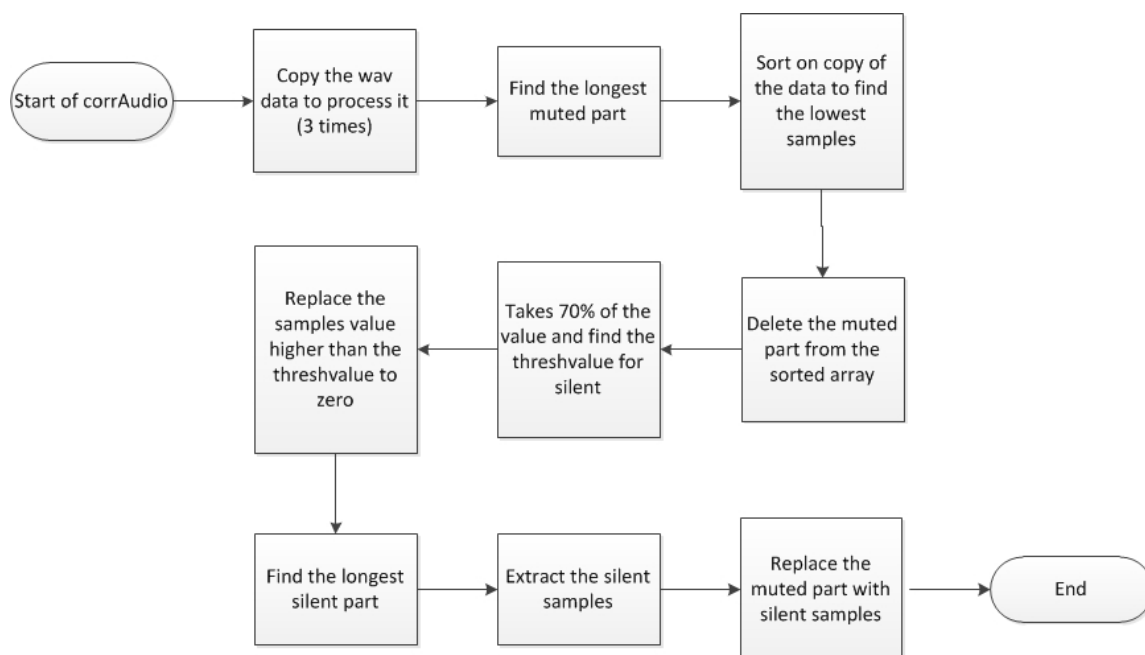 Start of corrAudio
Copy the wav
data to process it
(3 times)
Find the longest
muted part
Sort on copy of
the data to find
the lowest
samples
Delete the muted
part from the
sorted array
Takes 70% of the
value and find the
threshvalue for
silent
Replace the
samples value
higher than the
threshvalue to
zero
Find the longest
silent part
Extract the silent
samples
Replace the
muted part with
silent samples
End